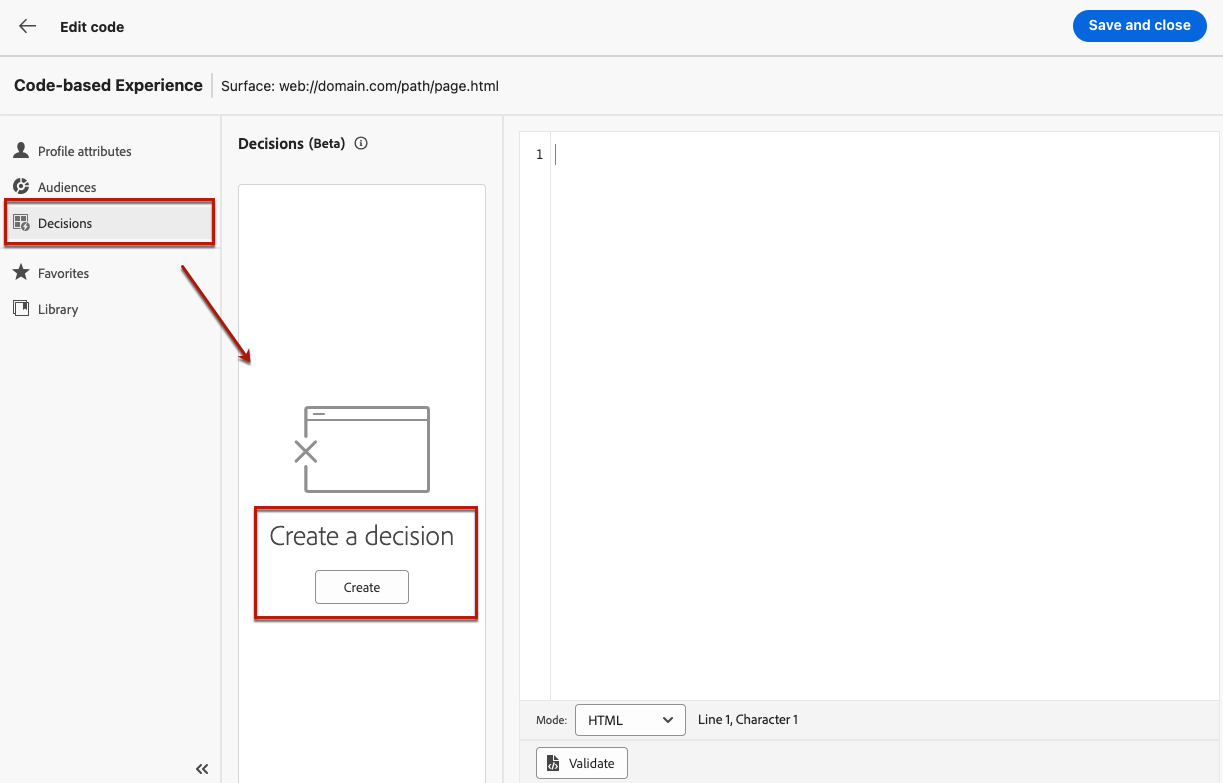 Edit code
Save and close
Code-based Experience
Surface: web://domain.com/path/page.html
Profile attributes
Audiences
Decisions
Favorites
Library
Decisions (Beta)
Create a decision
Create
1
Mode: HTML Line 1, Character 1
Validate